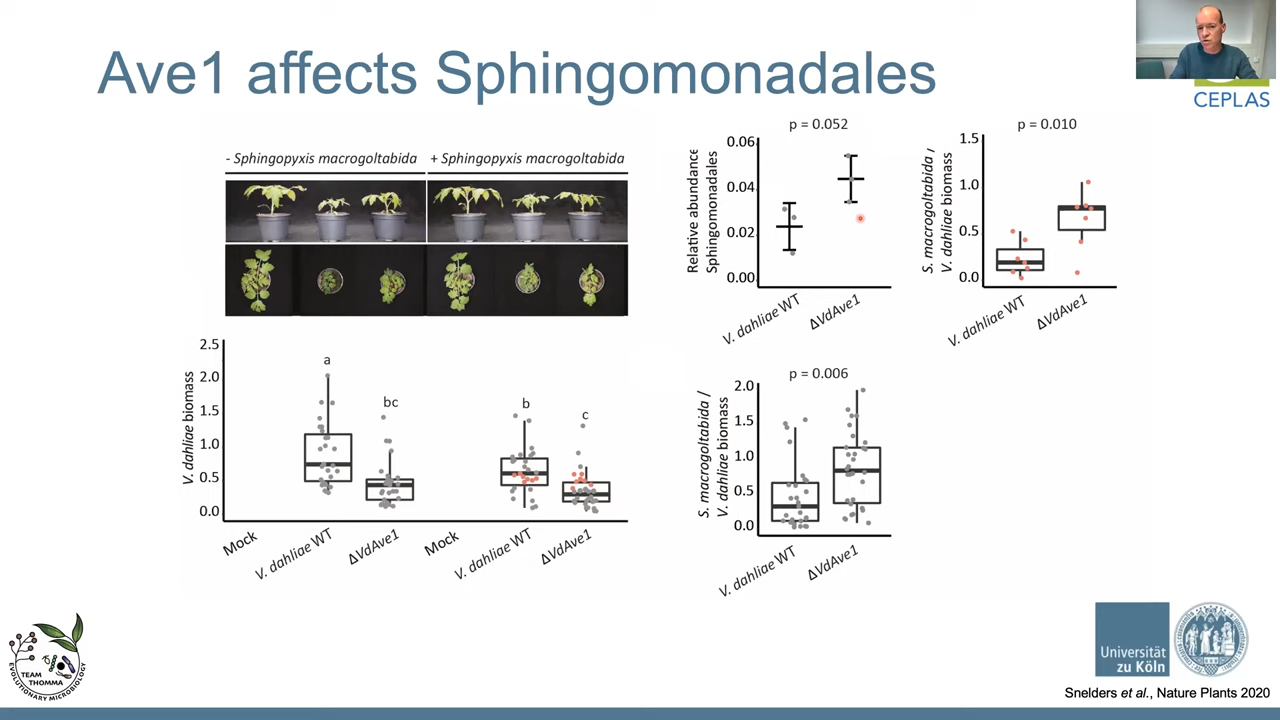 Ave1 affects Sphingomonadales
CEPLAS
- Sphingopyxis macrogoltabida
+ Sphingopyxis macrogoltabida
V. dahliae biomass
2.5
2.0
1.5
1.0
0.5
0.0
a
bc
b
c
Mock
V. dahliae WT
ΔVdAve1
Mock
V. dahliae WT
ΔVdAve1
p = 0.052
Relative abundance
Sphingomonadales
0.06
0.04
0.02
0.00
V. dahliae WT
ΔVdAve1
p = 0.010
S. macrogoltabida /
V. dahliae biomass
1.5
1.0
0.5
0.0
V. dahliae WT
ΔVdAve1
p = 0.006
S. macrogoltabida /
V. dahliae biomass
2.0
1.5
1.0
0.5
0.0
V. dahliae WT
ΔVdAve1
TEAM
THOMMA
EVOLUTIONARY MICROBIOLOGY
Universität
zu Köln
Snelders et al., Nature Plants 2020